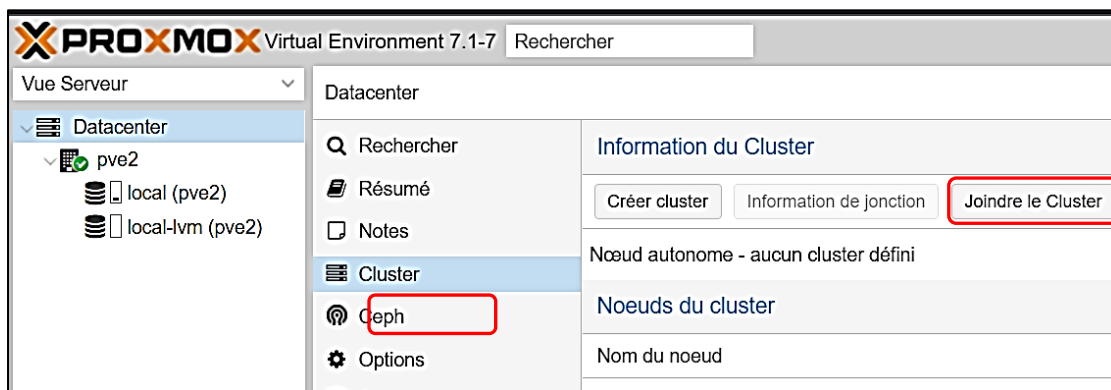 PROXMOX Virtual Environment 7.1-7 Rechercher
Vue Serveur
Datacenter
pve2
local (pve2)
local-lvm (pve2)
Datacenter
Rechercher
Résumé
Notes
Cluster
Ceph
Options
Information du Cluster
Créer cluster Information de jonction Joindre le Cluster
Nœud autonome - aucun cluster défini
Noeuds du cluster
Nom du noeud